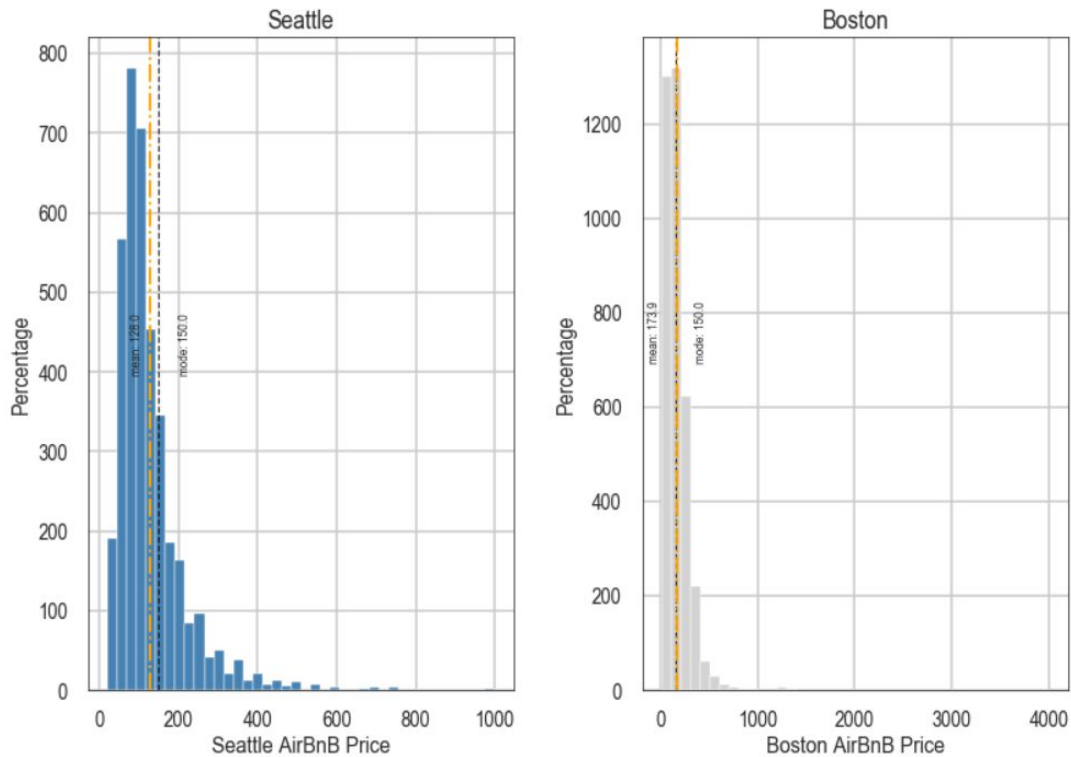 Seattle
800
700
600
500
400
300
200
100
0
Percentage
mean: 128.0
mode: 150.0
0 200 400 600 800 1000
Seattle AirBnB Price
Boston
1200
1000
800
600
400
200
0
Percentage
mean: 173.9
mode: 150.0
0 1000 2000 3000 4000
Boston AirBnB Price